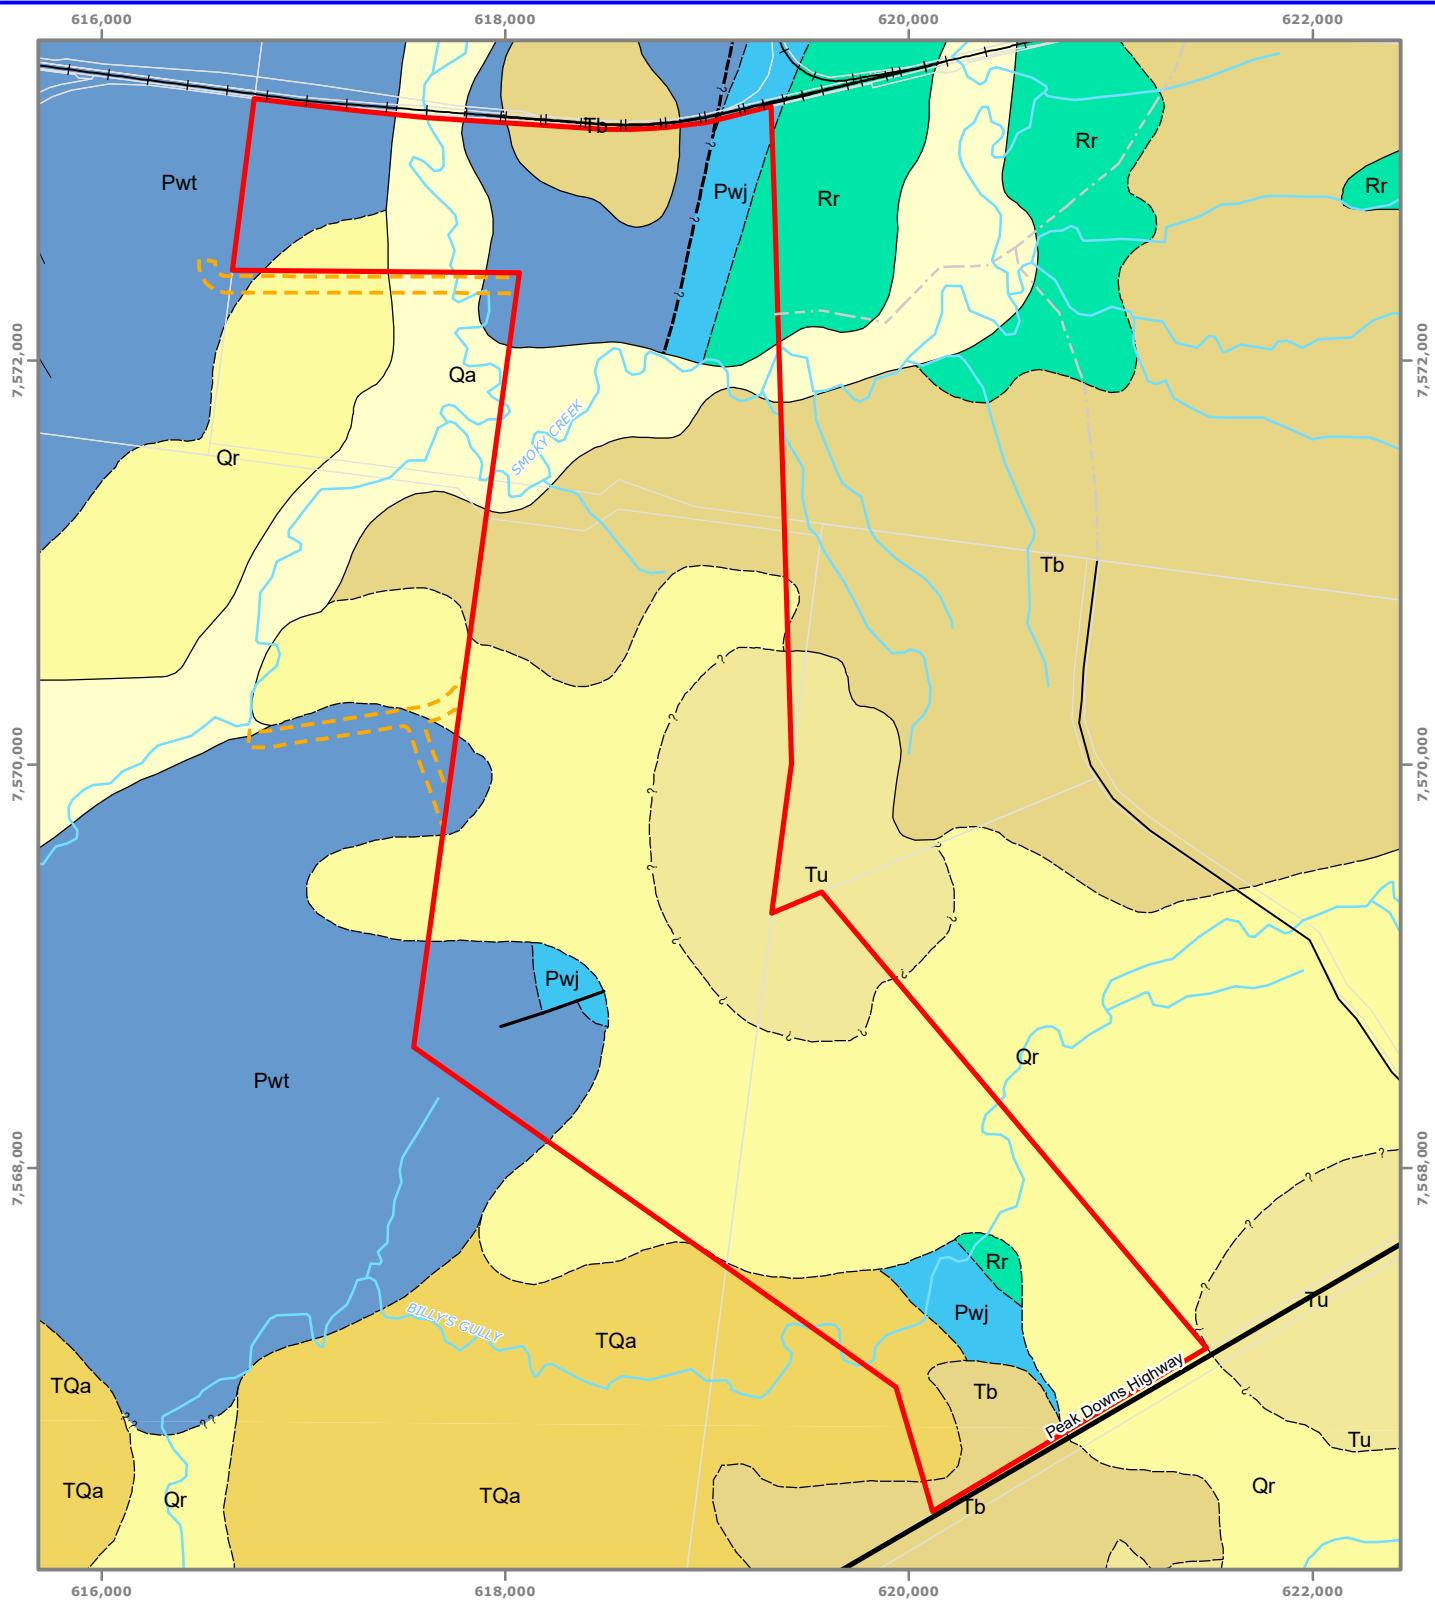 616,000
618,000
620,000
622,000
Tb
Rr
Pwt
Pwj
Rr
Rr
?
?
?
?
7,572,000
7,572,000
Qa
SMOKY CREEK
Qr
Tb
?
?
7,570,000
7,570,000
?
?
?
Tu
?
?
?
Pwj
?
?
?
Qr
Pwt
7,568,000
7,568,000
?
?
?
Rr
?
Tu
Pwj
BILLY'S GULLY
TQa
?
TQa
Tb
Peak Downs Highway
?
??
??
Tu
TQa
Qr
TQa
Tb
Qr
616,000
618,000
620,000
622,000